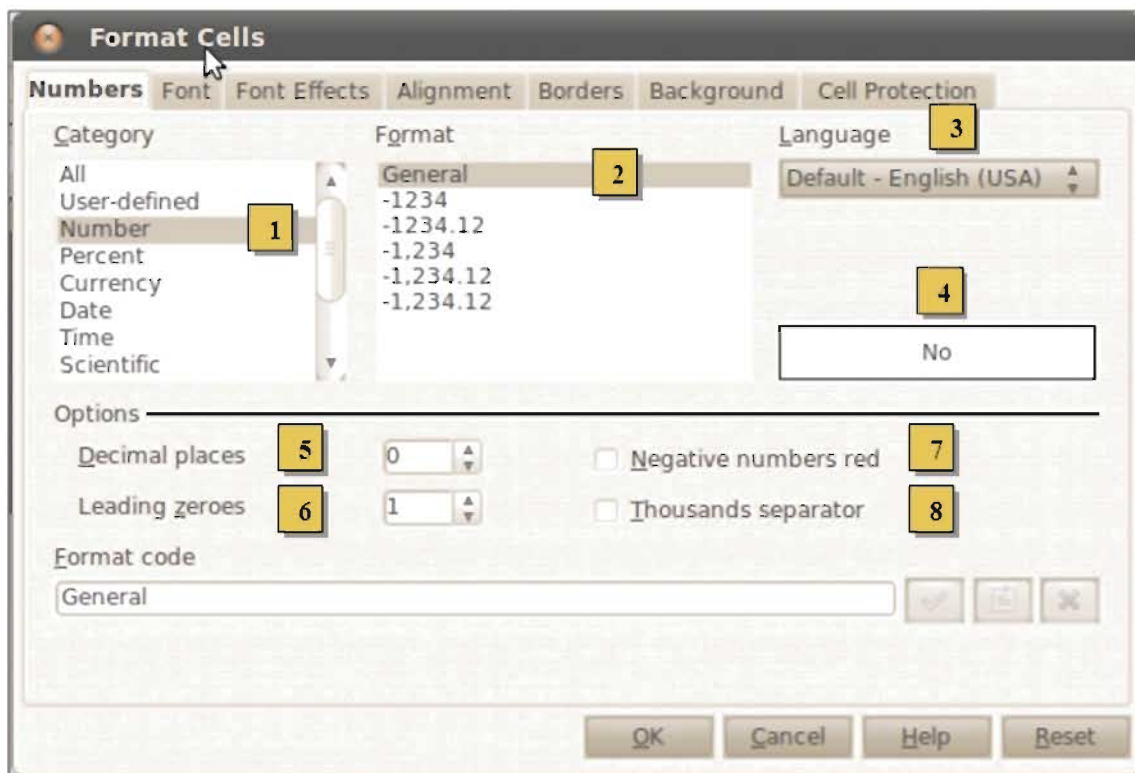 Format Cells
Numbers Font Font Effects Alignment Borders Background Cell Protection
Category
All
User-defined
Number 1
Percent
Currency
Date
Time
Scientific
Format
General 2
-1234
-1234.12
-1,234
-1,234.12
-1,234.12
Language 3
Default - English (USA)
4
No
Options
Decimal places 5 0
Negative numbers red 7
Leading zeroes 6 1
Thousands separator 8
Format code
General
OK Cancel Help Reset